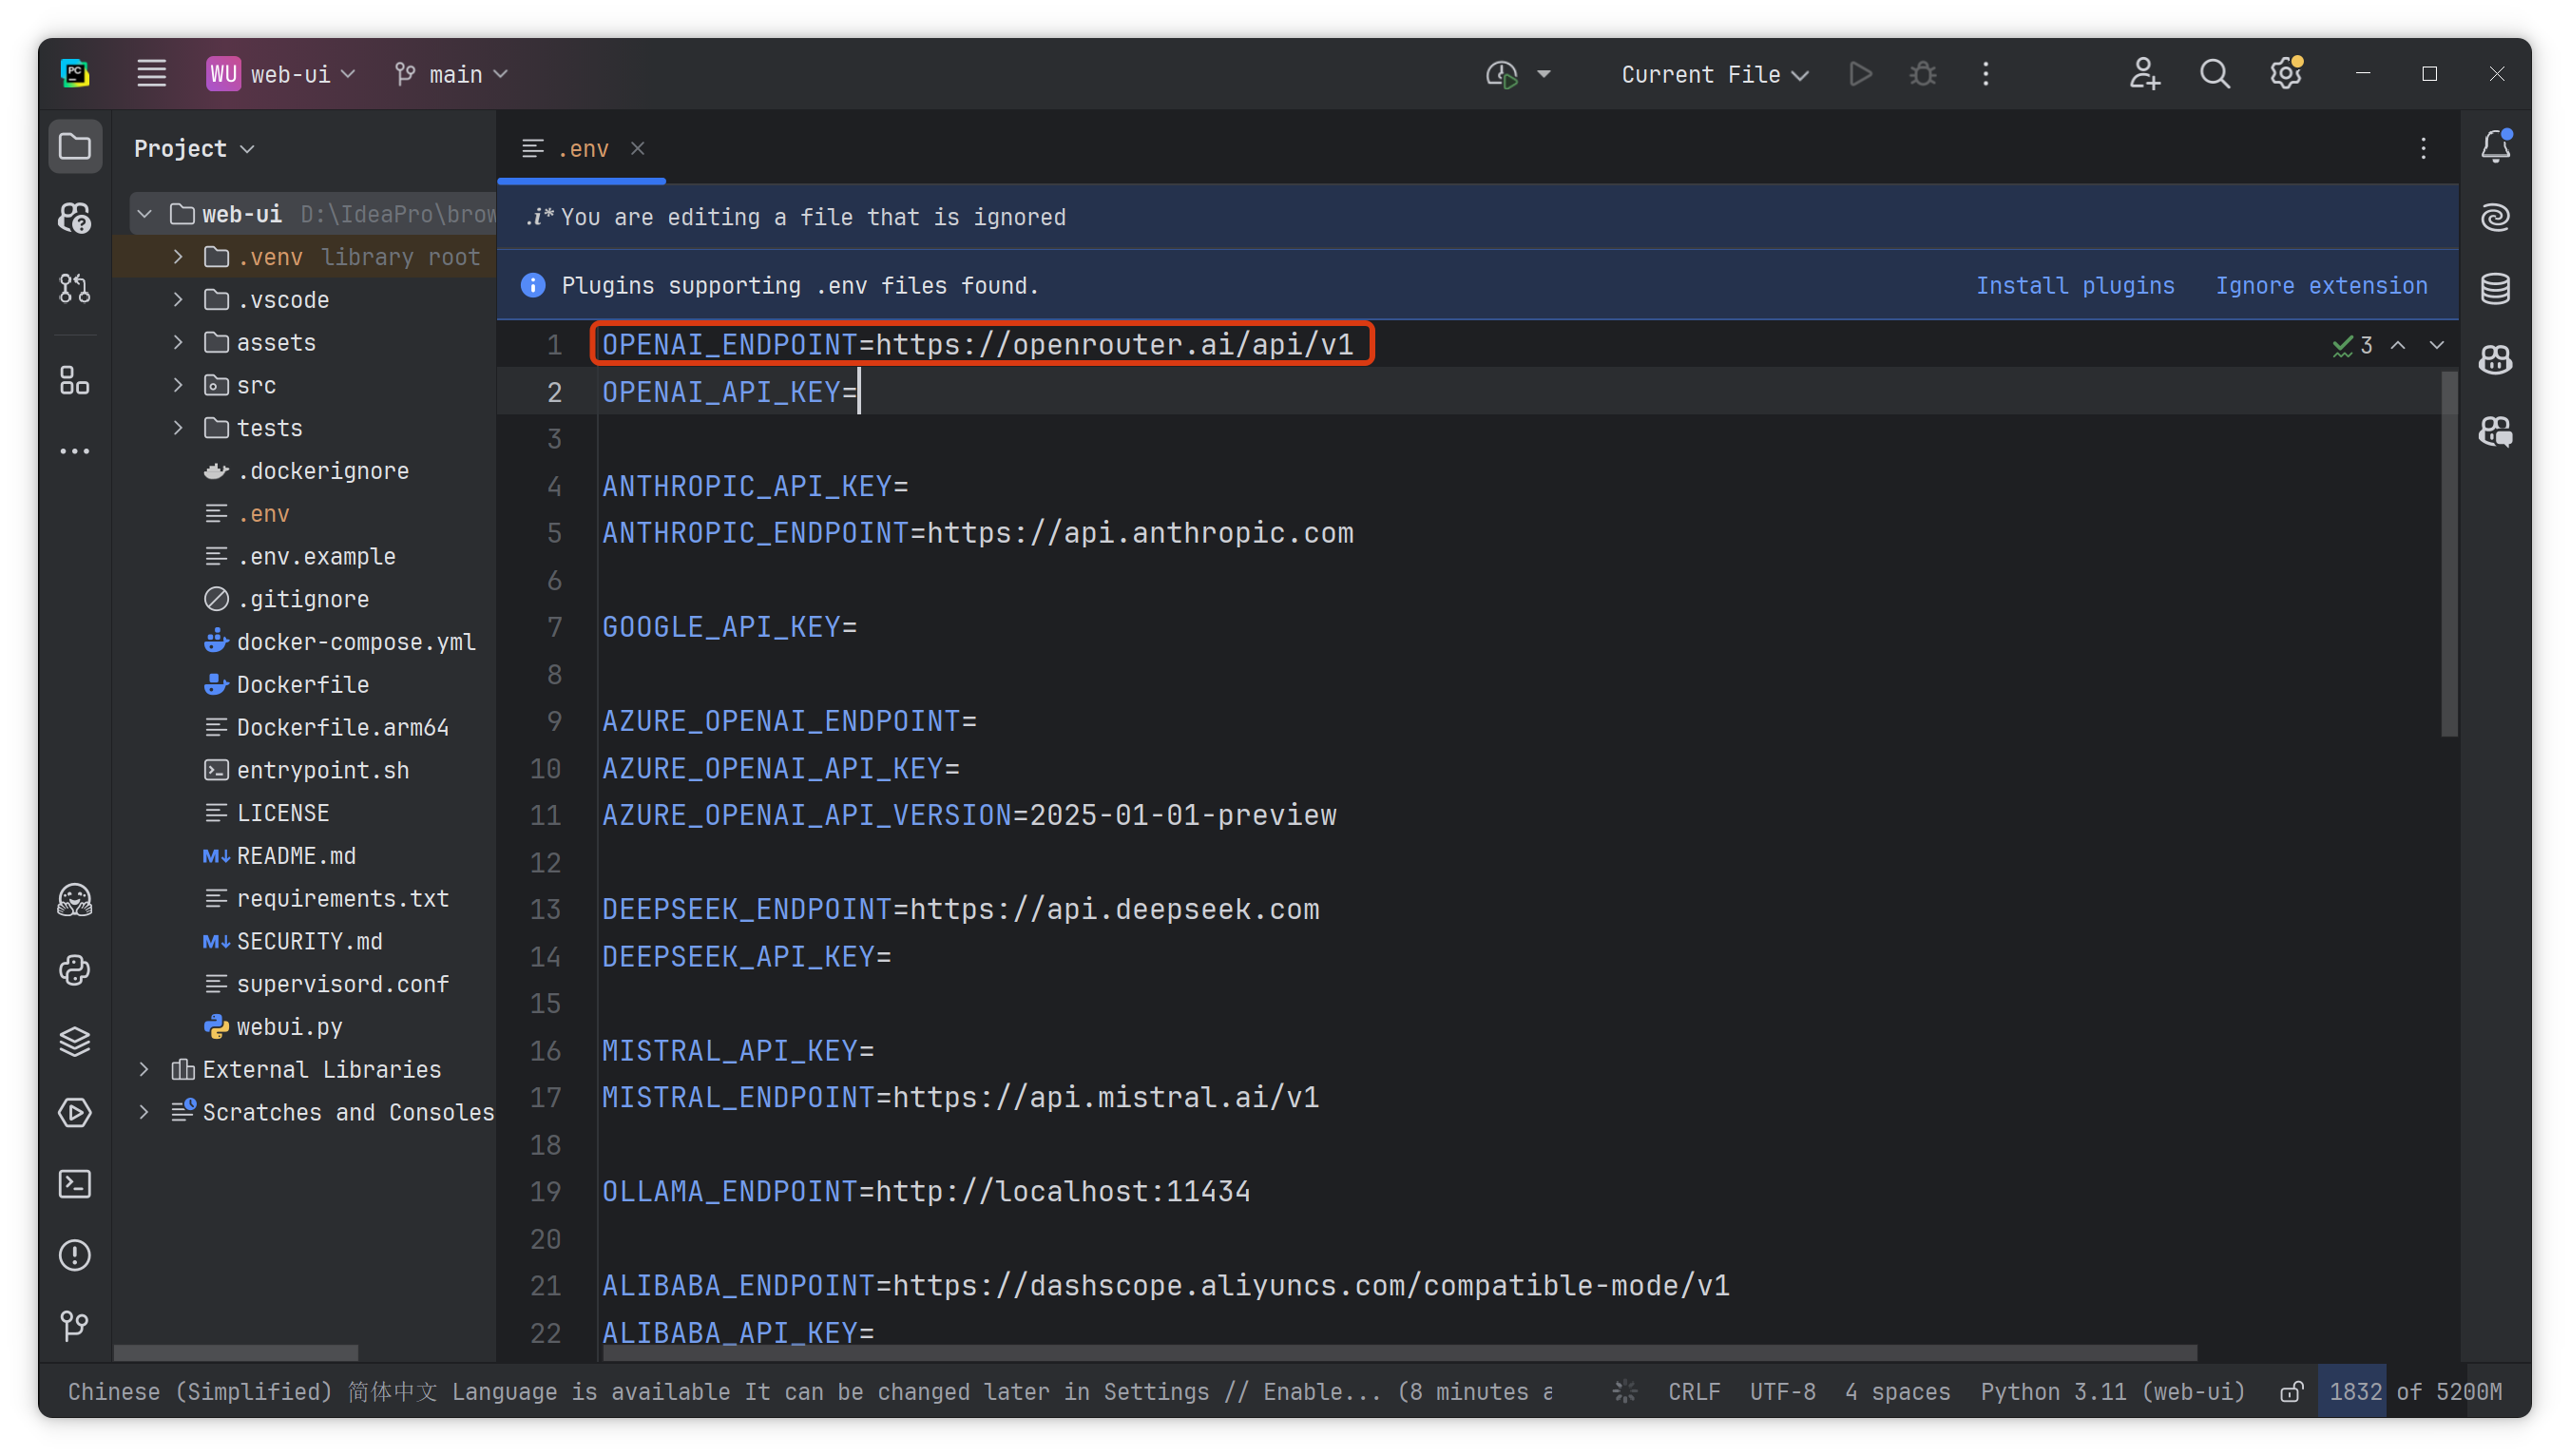 PC
WU web-ui
main
Current File
Project
.env
web-ui D:\IdeaPro\brow
.venv library root
.vscode
assets
src
tests
.dockerignore
.env
.env.example
.gitignore
docker-compose.yml
Dockerfile
Dockerfile.arm64
entrypoint.sh
LICENSE
README.md
requirements.txt
SECURITY.md
supervisord.conf
webui.py
External Libraries
Scratches and Consoles
.i* You are editing a file that is ignored
Plugins supporting .env files found. Install plugins Ignore extension
1 OPENAI_ENDPOINT=https://openrouter.ai/api/v1
3
2 OPENAI_API_KEY=
3
4 ANTHROPIC_API_KEY=
5 ANTHROPIC_ENDPOINT=https://api.anthropic.com
6
7 GOOGLE_API_KEY=
8
9 AZURE_OPENAI_ENDPOINT=
10 AZURE_OPENAI_API_KEY=
11 AZURE_OPENAI_API_VERSION=2025-01-01-preview
12
13 DEEPSEEK_ENDPOINT=https://api.deepseek.com
14 DEEPSEEK_API_KEY=
15
16 MISTRAL_API_KEY=
17 MISTRAL_ENDPOINT=https://api.mistral.ai/v1
18
19 OLLAMA_ENDPOINT=http://localhost:11434
20
21 ALIBABA_ENDPOINT=https://dashscope.aliyuncs.com/compatible-mode/v1
22 ALIBABA_API_KEY=
Chinese (Simplified) 简体中文 Language is available It can be changed later in Settings // Enable... (8 minutes a
CRLF UTF-8 4 spaces Python 3.11 (web-ui) 1832 of 5200M